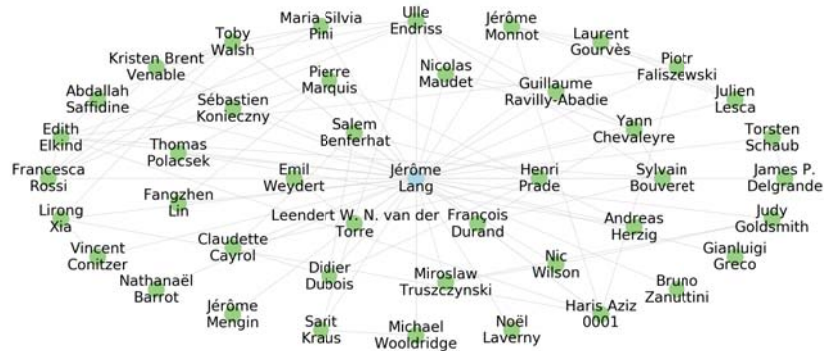 Maria Silvia
Pini
Ulle
Endriss
Jérôme
Monnot
Toby
Walsh
Laurent
Gourvès
Kristen Brent
Venable
Pierre
Marquis
Nicolas
Maudet
Guillaume
Ravilly-Abadie
Piotr
Faliszewski
Abdallah
Saffidine
Sébastien
Konieczny
Julien
Lesca
Edith
Elkind
Thomas
Polacsek
Salem
Benferhat
Yann
Chevaleyre
Torsten
Schaub
Francesca
Rossi
Emil
Weydert
Jérôme
Lang
Henri
Prade
Sylvain
Bouveret
James P.
Delgrande
Lirong
Xia
Fangzhen
Lin
Leendert W. N. van der
Torre
François
Durand
Andreas
Herzig
Judy
Goldsmith
Vincent
Conitzer
Claudette
Cayrol
Nic
Wilson
Gianluigi
Greco
Nathanaël
Barrot
Didier
Dubois
Miroslaw
Truszczynski
Bruno
Zanuttini
Jérôme
Mengin
Sarit
Kraus
Michael
Wooldridge
Noël
Laverny
Haris Aziz
0001